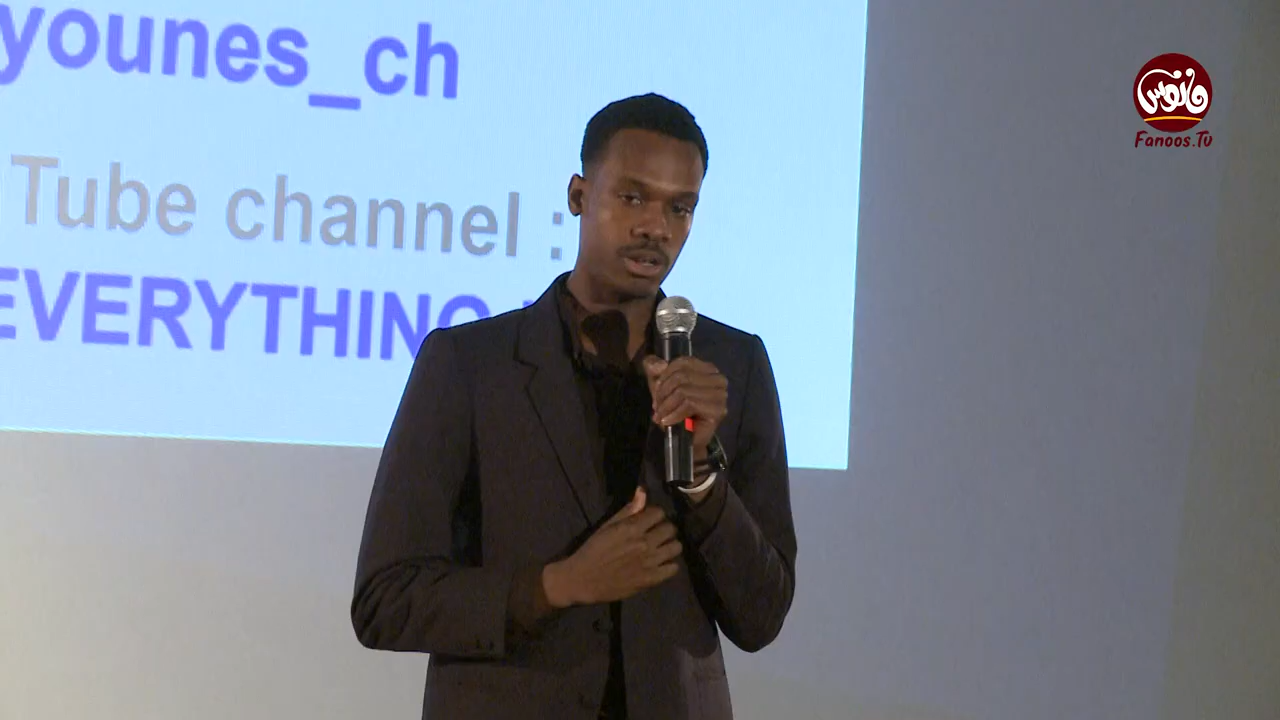 younes_ch
Tube channel :
EVERYTHING
فانوس
Fanoos.Tv